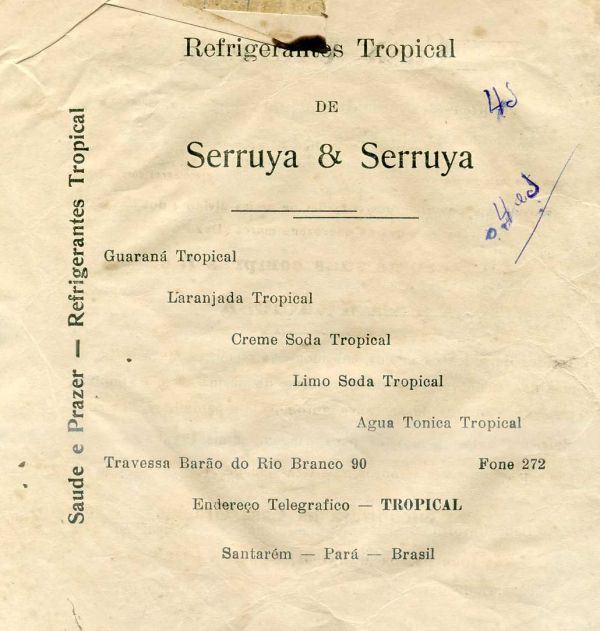 Refrigerantes Tropical
DE
Serruya & Serruya
Guaraná Tropical
Laranjada Tropical
Creme Soda Tropical
Limo Soda Tropical
Agua Tonica Tropical
Travessa Barão do Rio Branco 90 Fone 272
Endereço Telegrafico — TROPICAL
Santarém — Pará — Brasil
Saude e Prazer — Refrigerantes Tropical